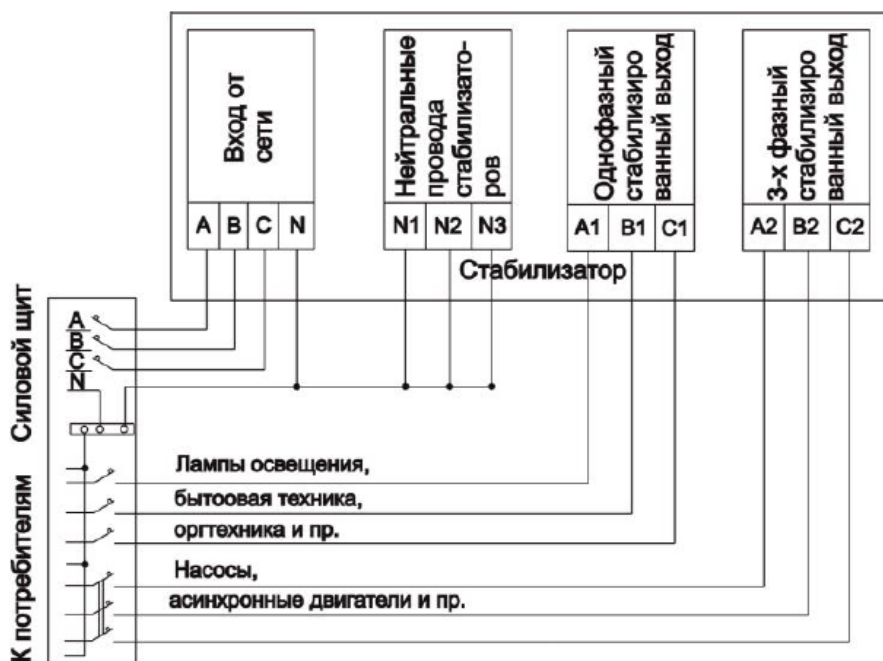 Вход от
сети
A B C N
Нейтральные
провода
стабилизато-
ров
N1 N2 N3
Однофазный
стабилизиро
ванный выход
A1 B1 C1
3-х фазный
стабилизиро
ванный выход
A2 B2 C2
Стабилизатор
Силовой щит
A
B
C
N
К потребителям
Лампы освещения,
бытоовая техника,
оргтехника и пр.
Насосы,
асинхронные двигатели и пр.